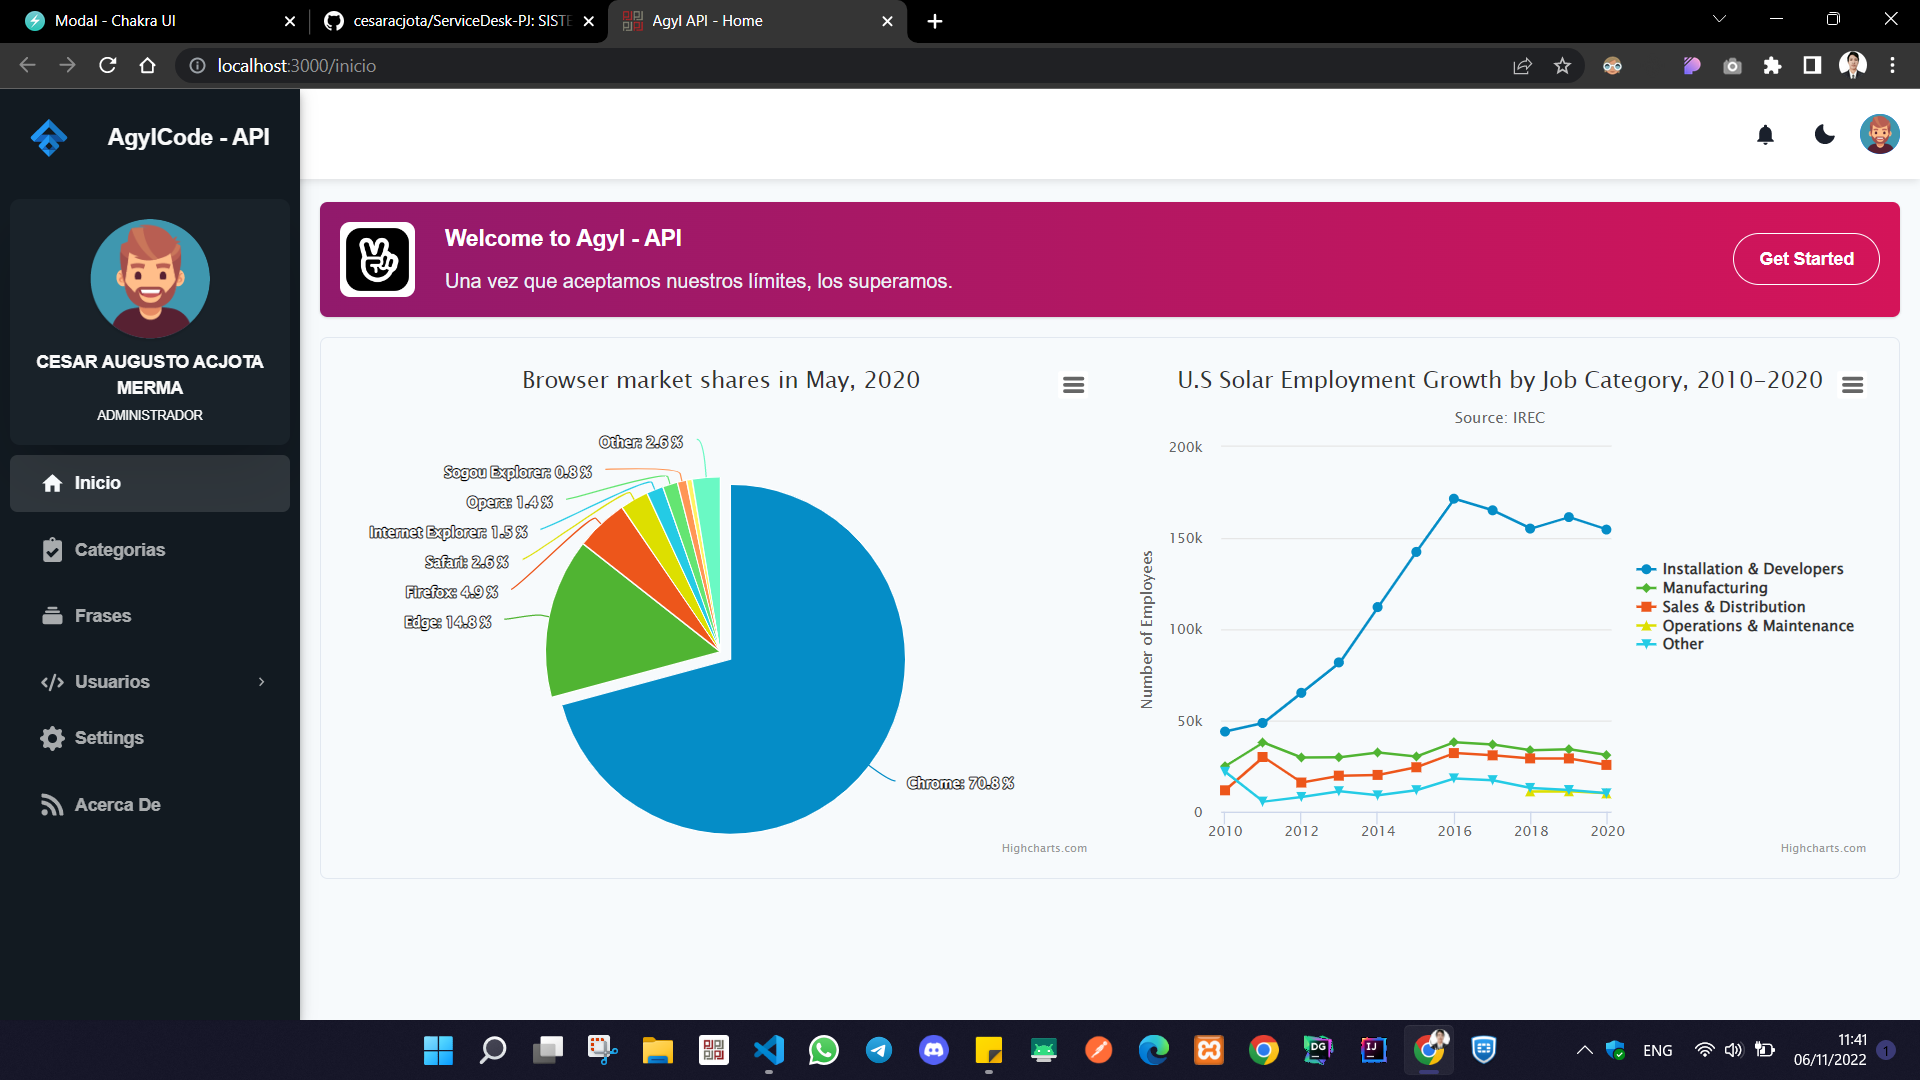 Modal - Chakra UI
cesaracjota/ServiceDesk-PJ: SISTE
Agyl API - Home
localhost:3000/inicio
AgylCode - API
CESAR AUGUSTO ACJOTA
MERMA
ADMINISTRADOR
Inicio
Categorias
Frases
Usuarios
Settings
Acerca De
Welcome to Agyl - API
Una vez que aceptamos nuestros límites, los superamos.
Get Started
Browser market shares in May, 2020
Other: 2.6 %
Sogou Explorer: 0.8 %
Opera: 1.4 %
Internet Explorer: 1.5 %
Safari: 2.6 %
Firefox: 4.9 %
Edge: 14.8 %
Chrome: 70.8 %
Highcharts.com
U.S Solar Employment Growth by Job Category, 2010-2020
Source: IREC
Number of Employees
200k
150k
100k
50k
0
2010 2012 2014 2016 2018 2020
Installation & Developers
Manufacturing
Sales & Distribution
Operations & Maintenance
Other
Highcharts.com
DG
IJ
ENG
11:41
06/11/2022
1